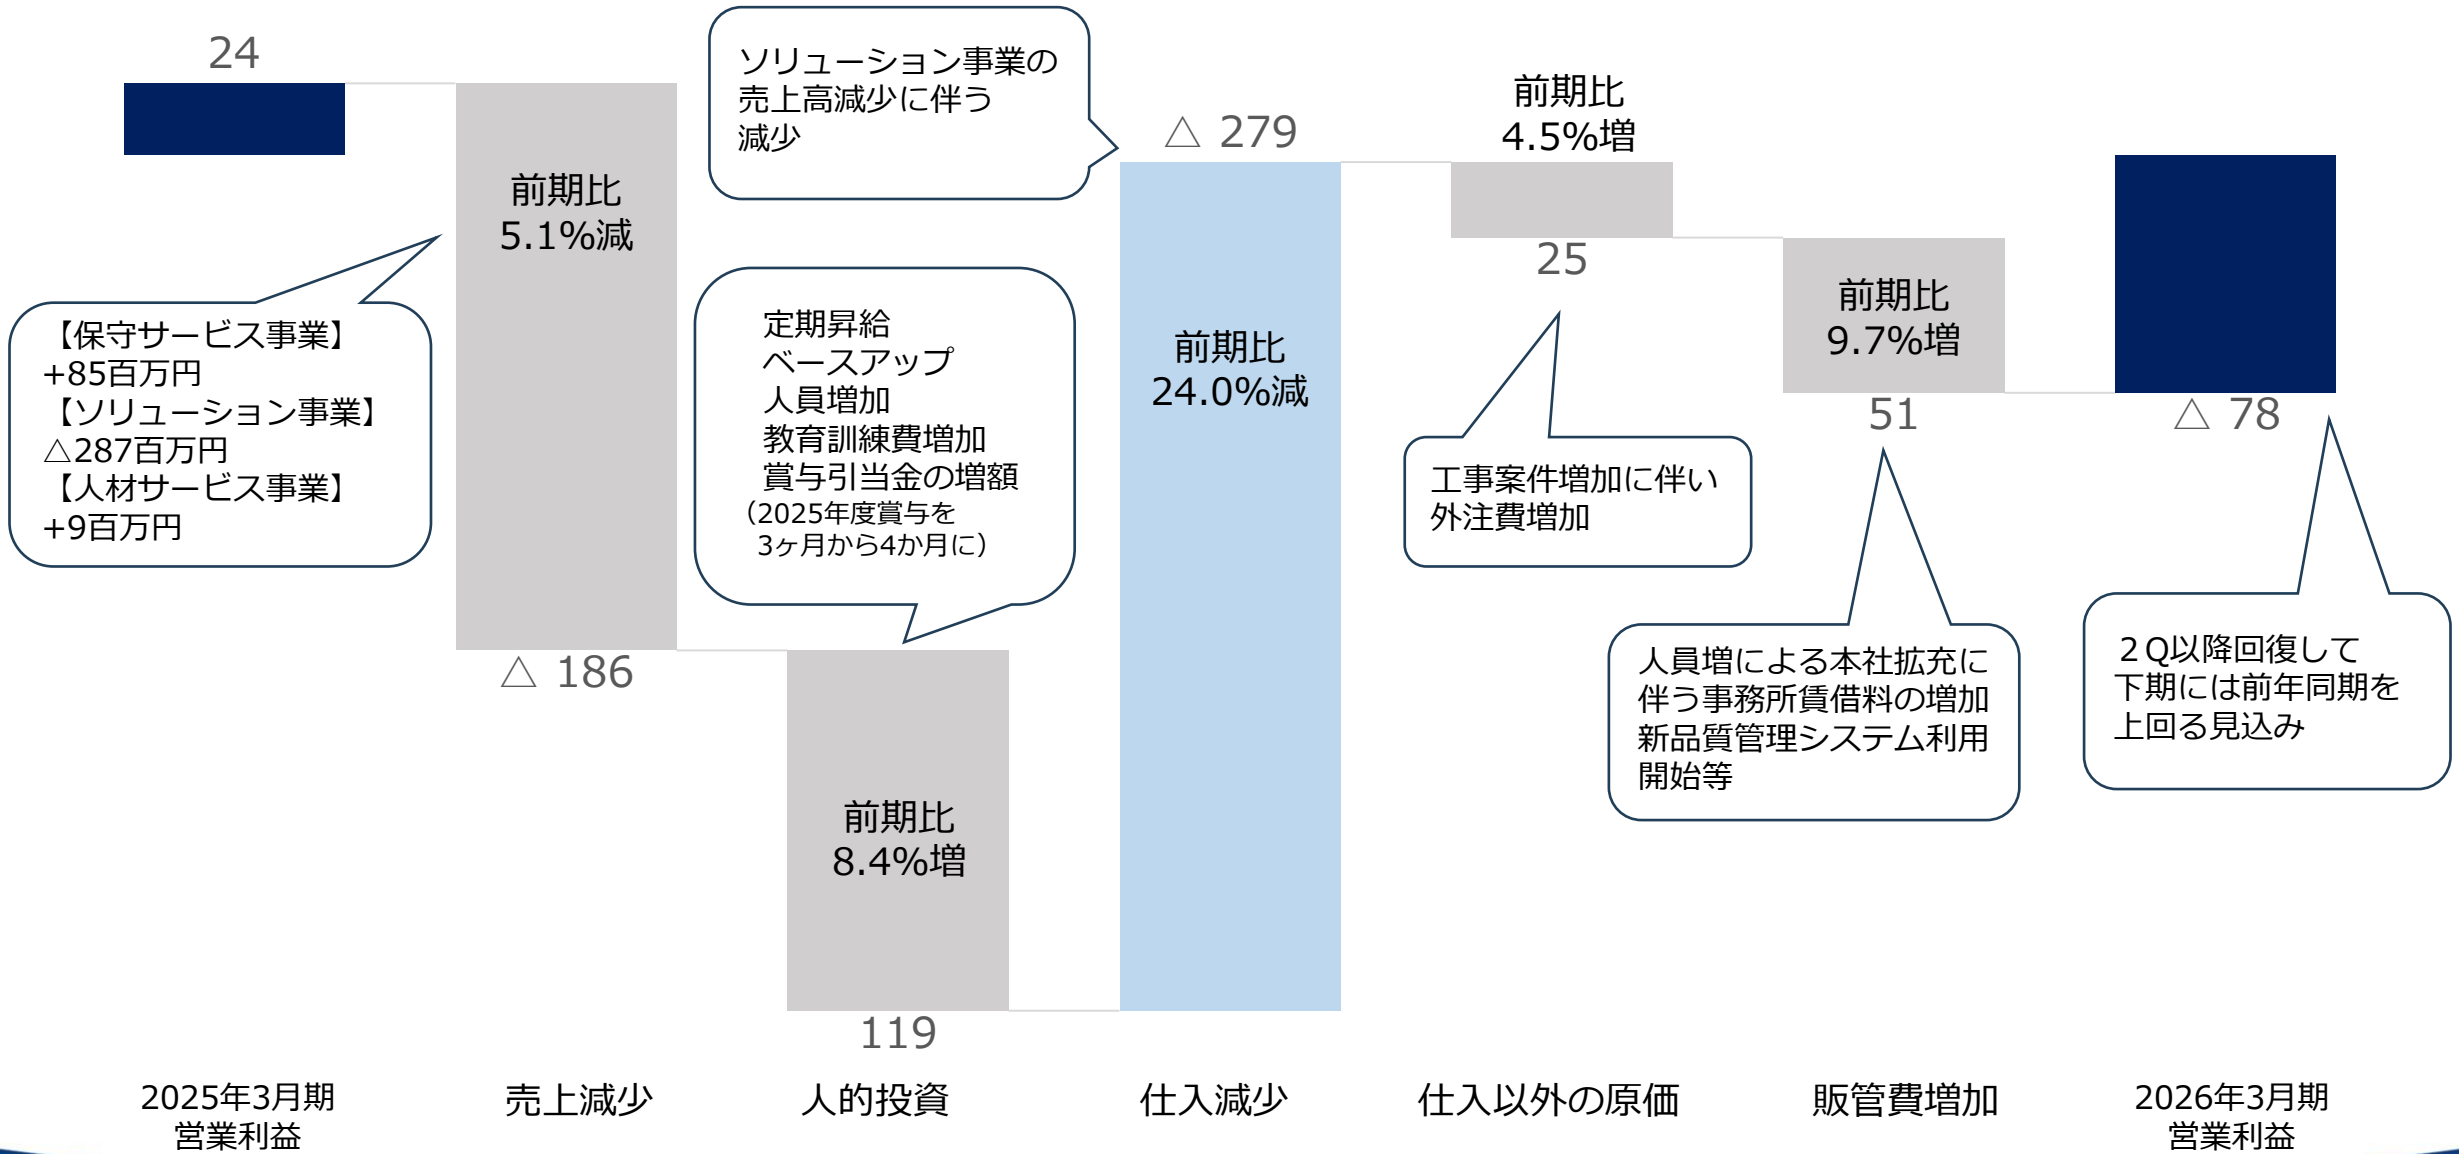 24
【保守サービス事業】
+85百万円
【ソリューション事業】
△287百万円
【人材サービス事業】
+9百万円
前期比
5.1%減
△ 186
定期昇給
ベースアップ
人員増加
教育訓練費増加
賞与引当金の増額
（2025年度賞与を
3ヶ月から4か月に）
前期比
8.4%増
119
ソリューション事業の
売上高減少に伴う
減少
△ 279
前期比
24.0%減
前期比
4.5%増
25
工事案件増加に伴い
外注費増加
前期比
9.7%増
51
人員増による本社拡充に
伴う事務所賃借料の増加
新品質管理システム利用
開始等
△ 78
２Q以降回復して
下期には前年同期を
上回る見込み
2025年3月期
営業利益
売上減少
人的投資
仕入減少
仕入以外の原価
販管費増加
2026年3月期
営業利益